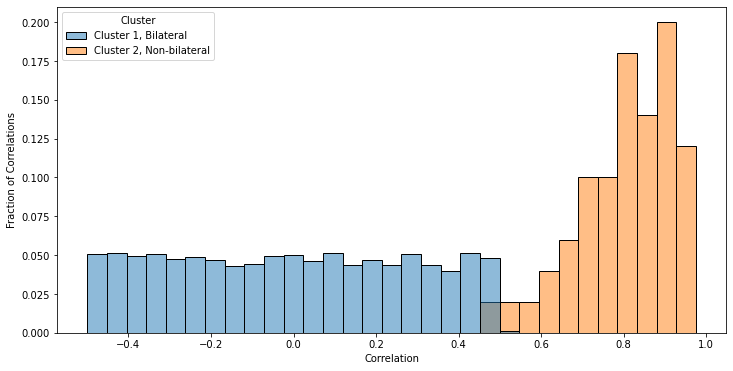 Cluster
Cluster 1, Bilateral
Cluster 2, Non-bilateral
0.200
0.175
0.150
0.125
0.100
0.075
0.050
0.025
0.000
Fraction of Correlations
−0.4 −0.2 0.0 0.2 0.4 0.6 0.8 1.0
Correlation